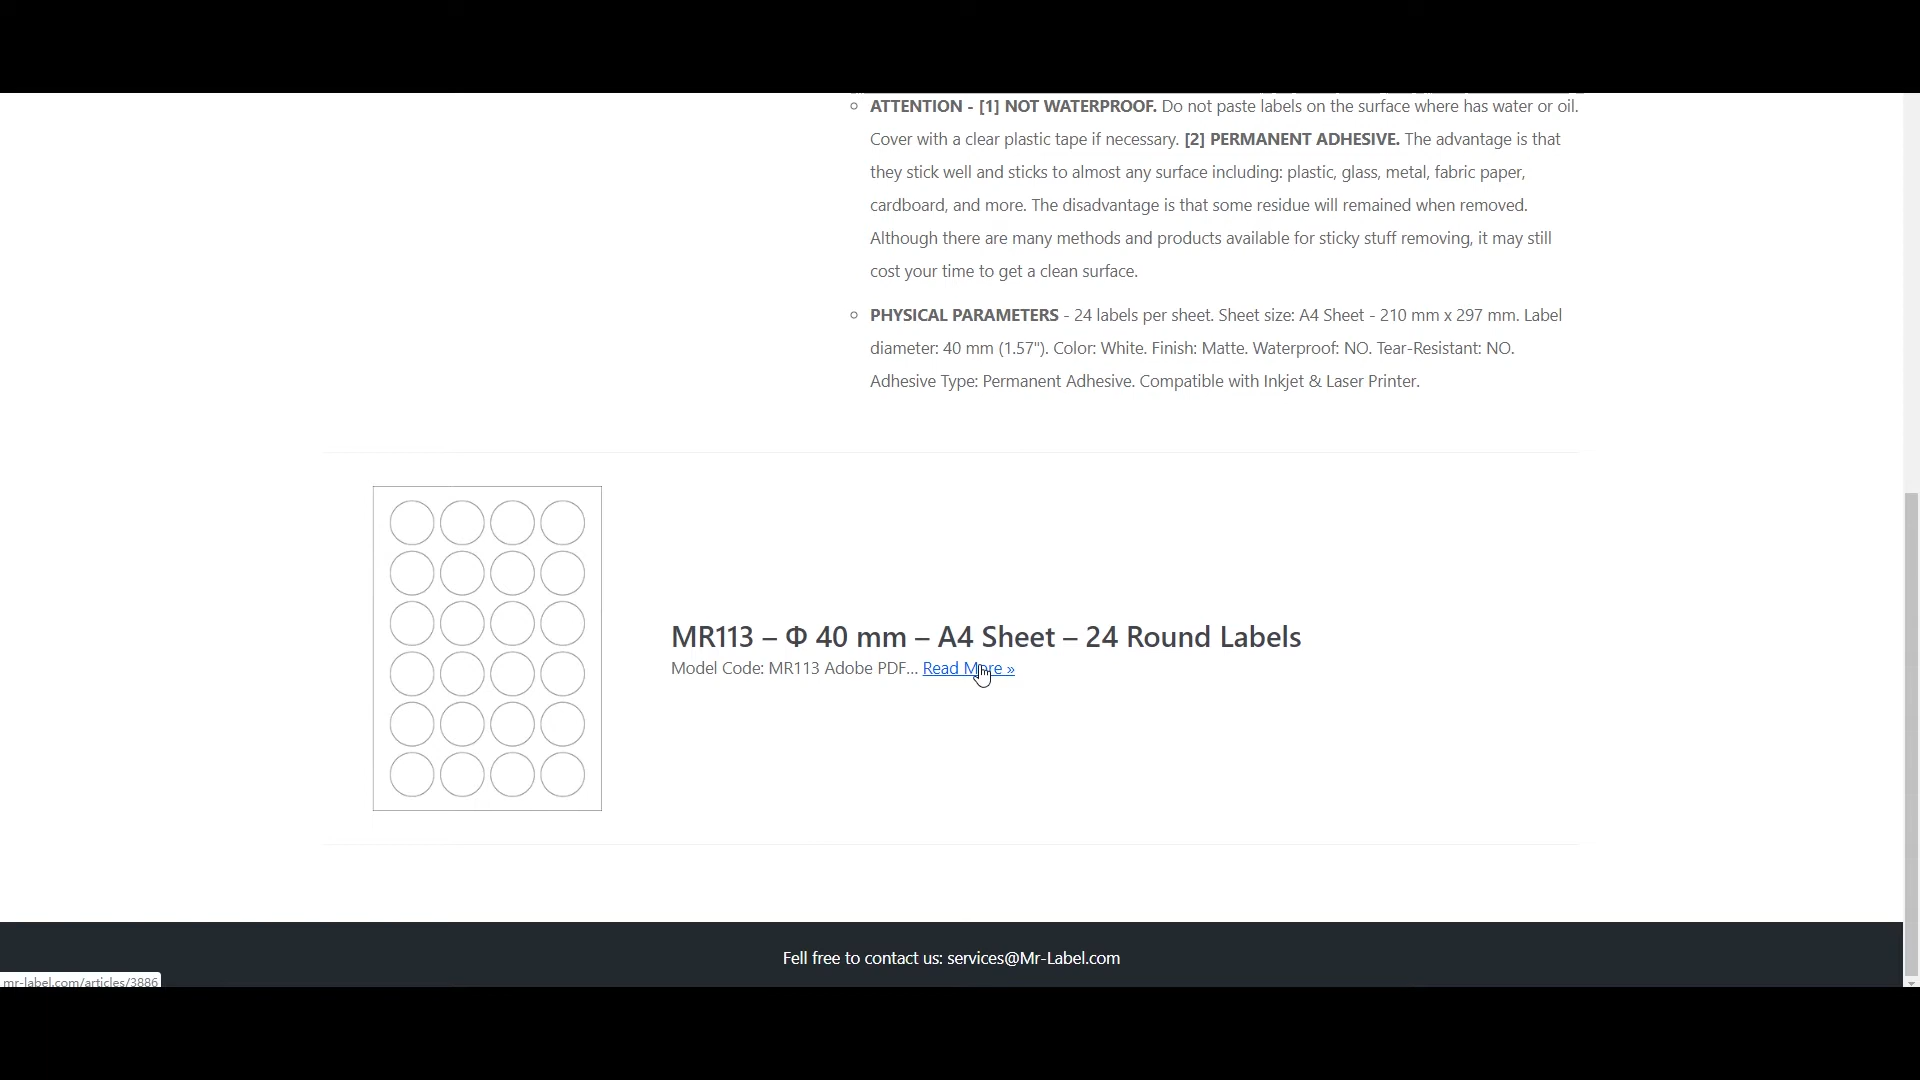 ATTENTION - [1] NOT WATERPROOF. Do not paste labels on the surface where has water or oil.
Cover with a clear plastic tape if necessary. [2] PERMANENT ADHESIVE. The advantage is that
they stick well and sticks to almost any surface including: plastic, glass, metal, fabric paper,
cardboard, and more. The disadvantage is that some residue will remained when removed.
Although there are many methods and products available for sticky stuff removing, it may still
cost your time to get a clean surface.
PHYSICAL PARAMETERS - 24 labels per sheet. Sheet size: A4 Sheet - 210 mm x 297 mm. Label
diameter: 40 mm (1.57"). Color: White. Finish: Matte. Waterproof: NO. Tear-Resistant: NO.
Adhesive Type: Permanent Adhesive. Compatible with Inkjet & Laser Printer.
MR113 – Φ 40 mm – A4 Sheet – 24 Round Labels
Model Code: MR113 Adobe PDF... Read More »
Fell free to contact us: services@Mr-Label.com
mr-label.com/articles/3886